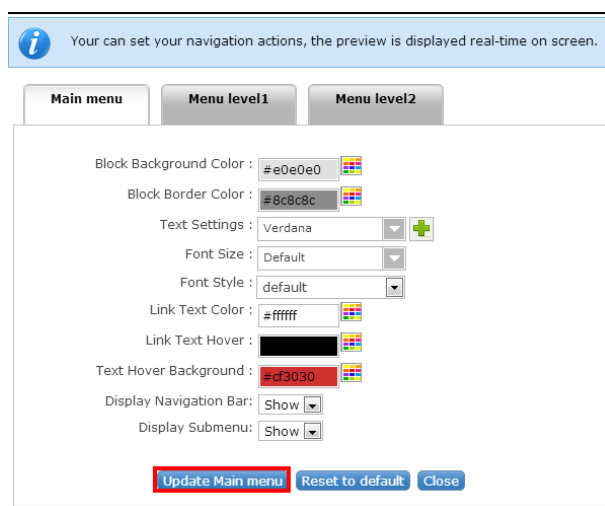 Your can set your navigation actions, the preview is displayed real-time on screen.
Main menu Menu level1 Menu level2
Block Background Color : #e0e0e0
Block Border Color : #8c8c8c
Text Settings : Verdana
Font Size : Default
Font Style : default
Link Text Color : #ffffff
Link Text Hover :
Text Hover Background : #cf3030
Display Navigation Bar: Show
Display Submenu: Show
Update Main menu Reset to default Close